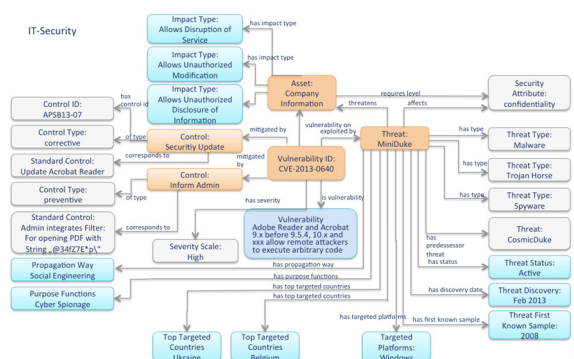 IT-Security
Impact Type:
Allows Disruption of
Service
has impact type
Impact Type:
Allows Unauthorized
Modification
has impact type
Impact Type:
Allows Unauthorized
Disclosure of
Information
Asset:
Company
Information
requires level
threatens
affects
Security
Attribute:
confidentiality
Control ID:
APSB13-07
has
control id
Control Type:
corrective
of type
Control:
Securitiy Update
mitigated by
vulnerability on
exploited by
Threat:
MiniDuke
has type
Threat Type:
Malware
Standard Control:
Update Acrobat Reader
corresponds to
mitigated
by
Vulnerability ID:
CVE-2013-0640
has type
Threat Type:
Trojan Horse
Control:
Inform Admin
Control Type:
preventive
of type
has severity
is vulnerability
has type
Threat Type:
Spyware
Standard Control:
Admin integrates Filter:
For opening PDF with
String „@34fZ7E*p\“
corresponds to
Vulnerability
Adobe Reader and Acrobat
9.x before 9.5.4, 10.x and
xxx allow remote attackers
to execute arbitrary code
Severity Scale:
High
has
predessesor
threat
Threat:
CosmicDuke
Propagation Way
Social Engineering
has propagation way
has status
Threat Status:
Active
Purpose Functions
Cyber Spionage
has purpose functions
has top targeted countries
has top targeted countries
has discovery date
Threat Discovery:
Feb 2013
has targeted platforms
has first known sample
Threat First
Known Sample:
2008
Top Targeted
Countries
Ukraine
Top Targeted
Countries
Belgium
Targeted
Platforms:
Windows